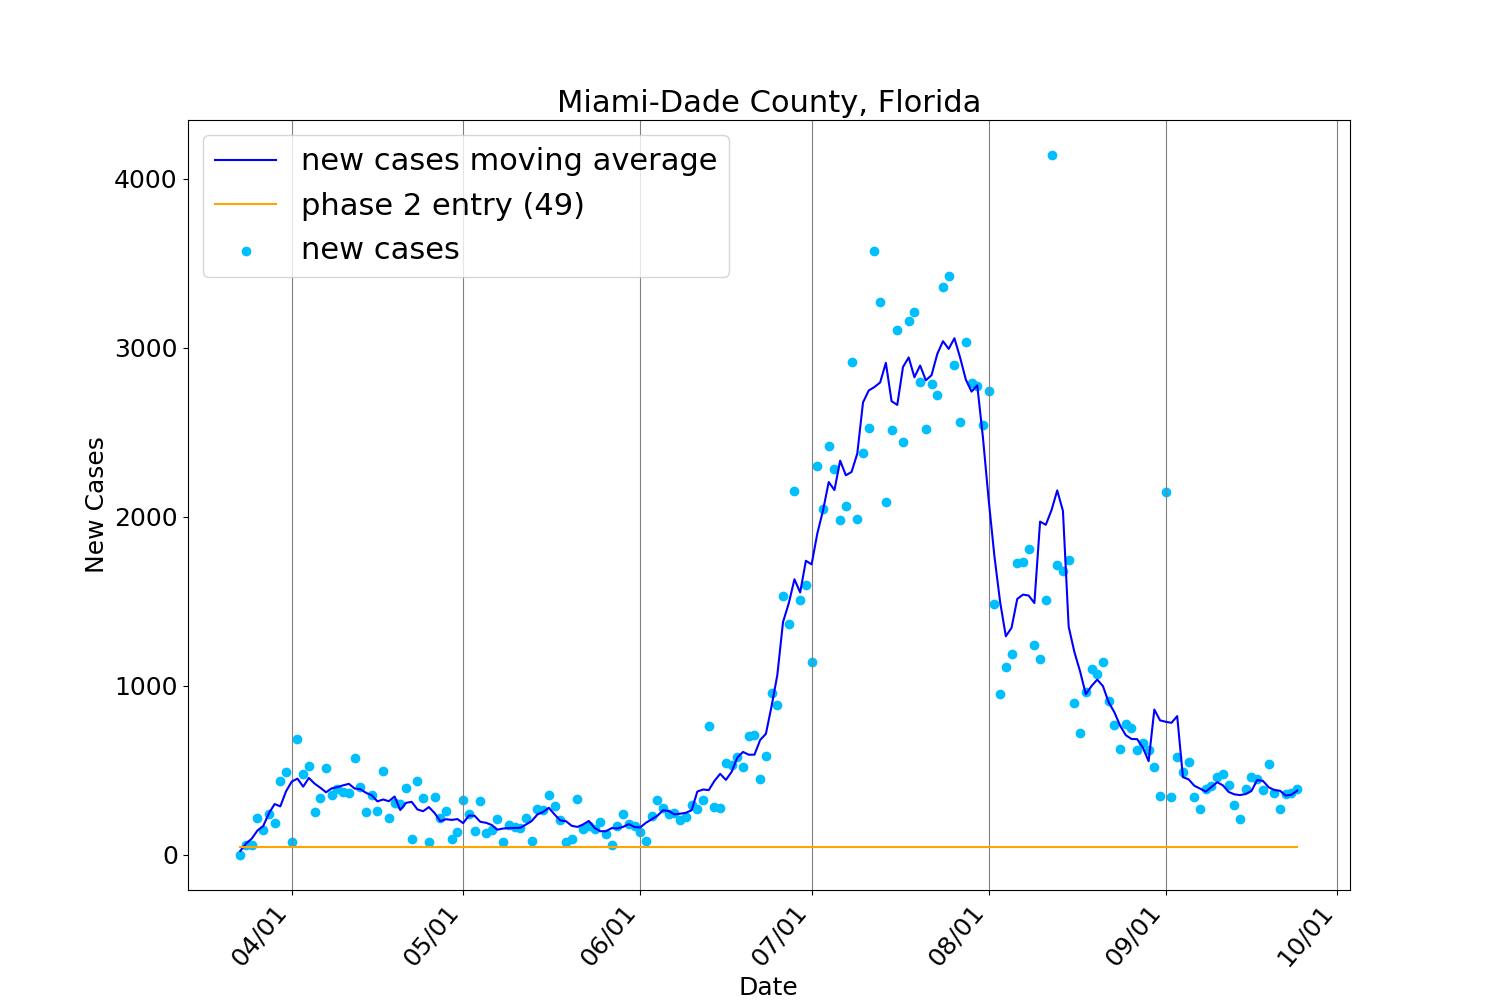 Miami-Dade County, Florida
new cases moving average
phase 2 entry (49)
new cases
4000
3000
2000
1000
0
New Cases
04/01
05/01
06/01
07/01
08/01
09/01
10/01
Date